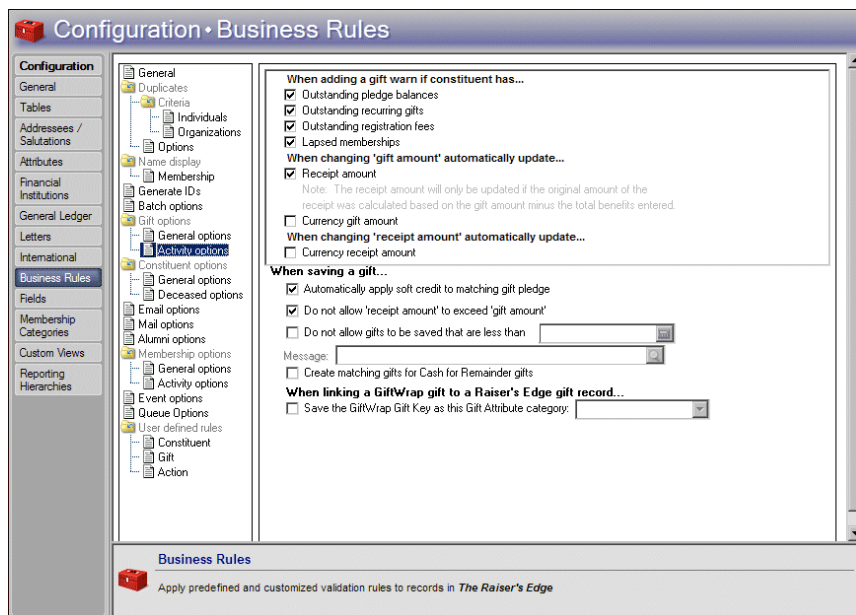 Configuration • Business Rules
Configuration
General
Tables
Addressees /
Salutations
Attributes
Financial
Institutions
General Ledger
Letters
International
Business Rules
Fields
Membership
Categories
Custom Views
Reporting
Hierarchies
General
Duplicates
Criteria
Individuals
Organizations
Options
Name display
Membership
Generate IDs
Batch options
Gift options
General options
Activity options
Constituent options
General options
Deceased options
Email options
Mail options
Alumni options
Membership options
General options
Activity options
Event options
Queue Options
User defined rules
Constituent
Gift
Action
When adding a gift warn if constituent has...
Outstanding pledge balances
Outstanding recurring gifts
Outstanding registration fees
Lapsed memberships
When changing 'gift amount' automatically update...
Receipt amount
Note: The receipt amount will only be updated if the original amount of the
receipt was calculated based on the gift amount minus the total benefits entered.
Currency gift amount
When changing 'receipt amount' automatically update...
Currency receipt amount
When saving a gift...
Automatically apply soft credit to matching gift pledge
Do not allow 'receipt amount' to exceed 'gift amount'
Do not allow gifts to be saved that are less than
Message:
Create matching gifts for Cash for Remainder gifts
When linking a GiftWrap gift to a Raiser's Edge gift record...
Save the GiftWrap Gift Key as this Gift Attribute category:
Business Rules
Apply predefined and customized validation rules to records in The Raiser's Edge